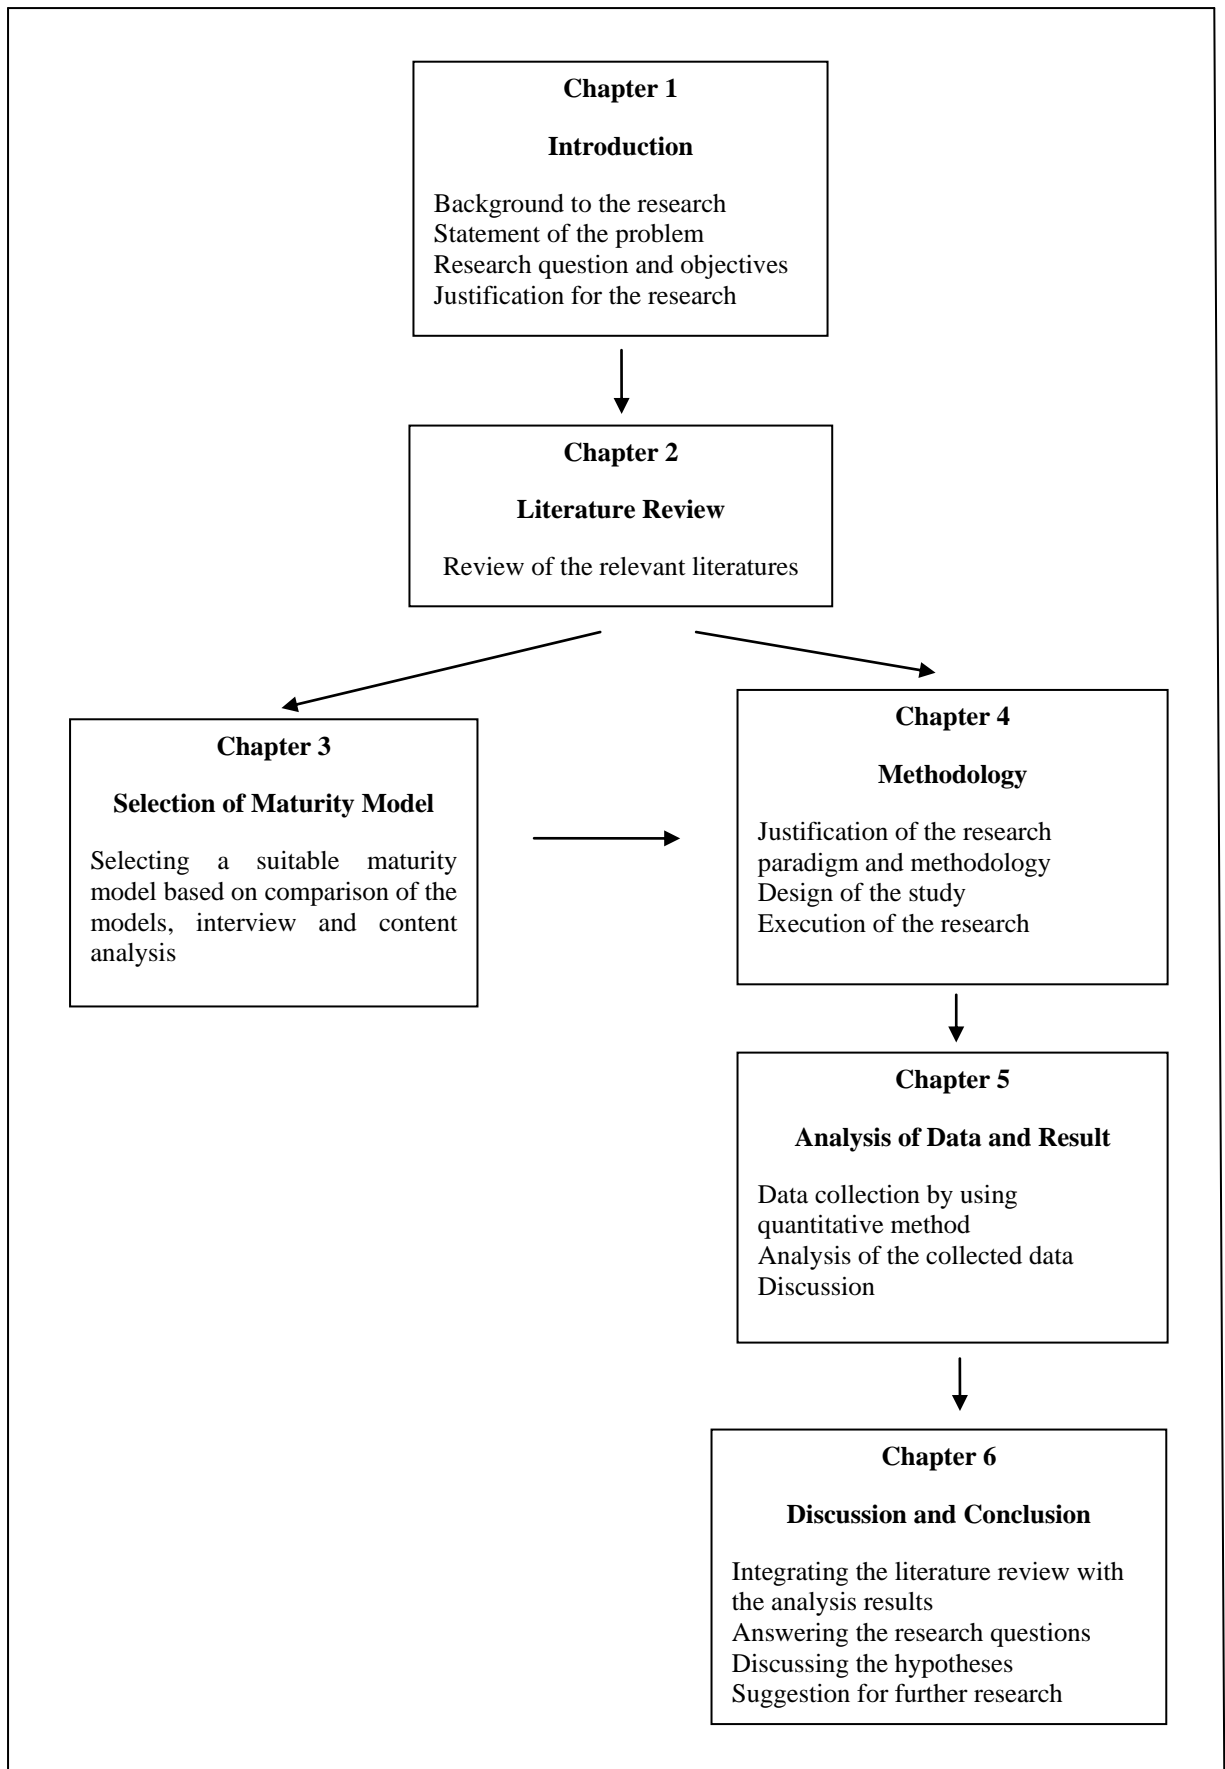 Chapter 1
Introduction
Background to the research
Statement of the problem
Research question and objectives
Justification for the research
Chapter 2
Literature Review
Review of the relevant literatures
Chapter 3
Selection of Maturity Model
Selecting a suitable maturity
model based on comparison of the
models, interview and content
analysis
Chapter 4
Methodology
Justification of the research
paradigm and methodology
Design of the study
Execution of the research
Chapter 5
Analysis of Data and Result
Data collection by using
quantitative method
Analysis of the collected data
Discussion
Chapter 6
Discussion and Conclusion
Integrating the literature review with
the analysis results
Answering the research questions
Discussing the hypotheses
Suggestion for further research